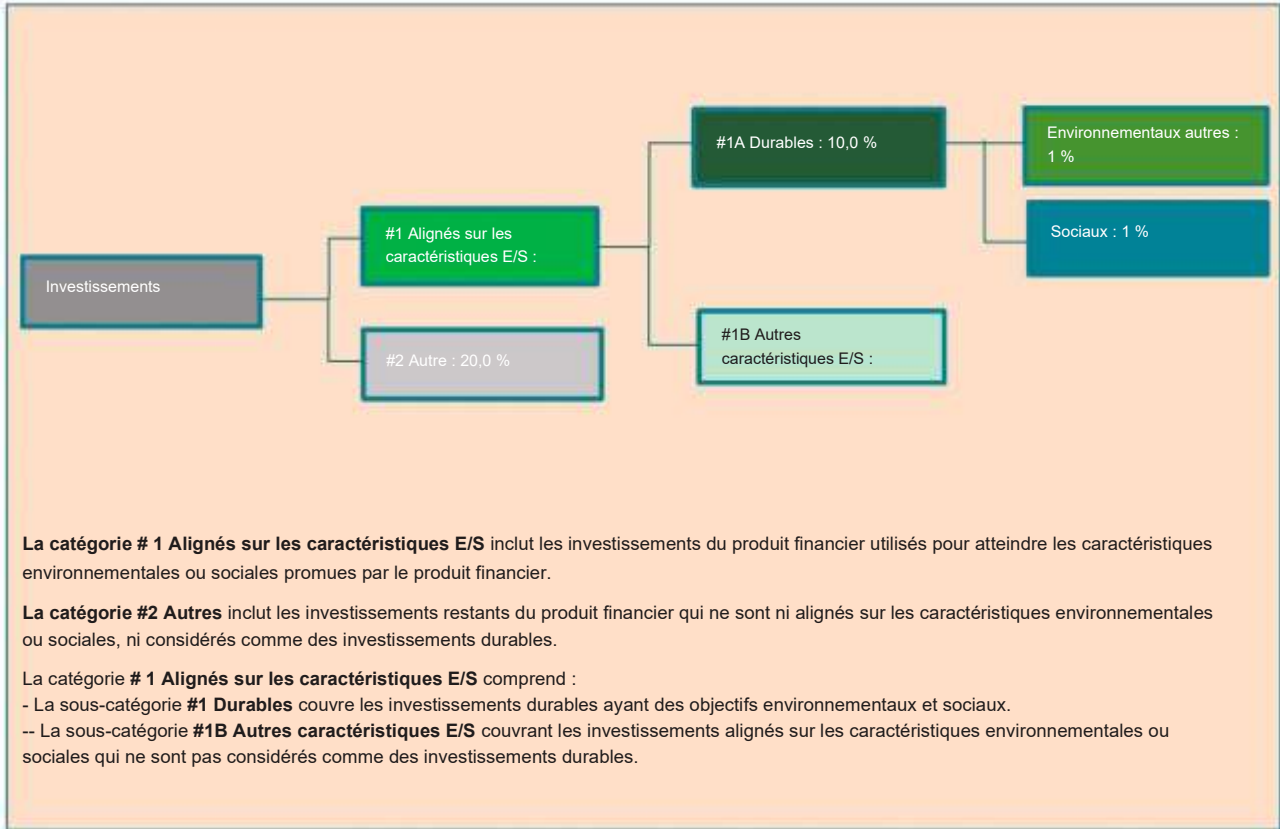 Environnementaux autres :
1 %
#1A Durables : 10,0 %
Sociaux : 1 %
#1 Alignés sur les
caractéristiques E/S :
Investissements
#1B Autres
caractéristiques E/S :
#2 Autre : 20,0 %
La catégorie # 1 Alignés sur les caractéristiques E/S inclut les investissements du produit financier utilisés pour atteindre les caractéristiques
environnementales ou sociales promues par le produit financier.
La catégorie #2 Autres inclut les investissements restants du produit financier qui ne sont ni alignés sur les caractéristiques environnementales
ou sociales, ni considérés comme des investissements durables.
La catégorie # 1 Alignés sur les caractéristiques E/S comprend :
- La sous-catégorie #1 Durables couvre les investissements durables ayant des objectifs environnementaux et sociaux.
-- La sous-catégorie #1B Autres caractéristiques E/S couvrant les investissements alignés sur les caractéristiques environnementales ou
sociales qui ne sont pas considérés comme des investissements durables.